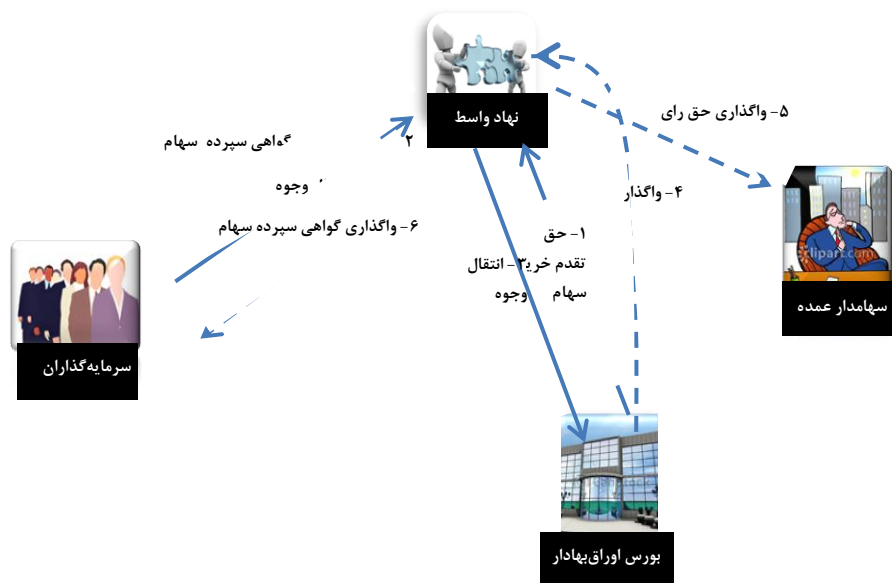 نهاد واسط
۵- واگذاری حق رای
۲ گواهی سپرده سهام
وجوه
۴- واگذار
۶- واگذاری گواهی سپرده سهام
۱- حق
تقدم خرید
۳- انتقال
سهام وجوه
سهامدار عمده
سرمایه‌گذاران
بورس اوراق‌بهادار